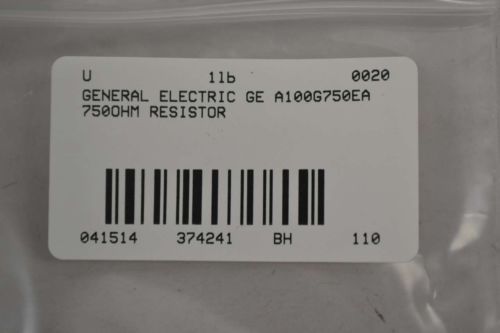 U 1lb 0020
GENERAL ELECTRIC GE A100G750EA
750OHM RESISTOR
041514 374241 BH 110